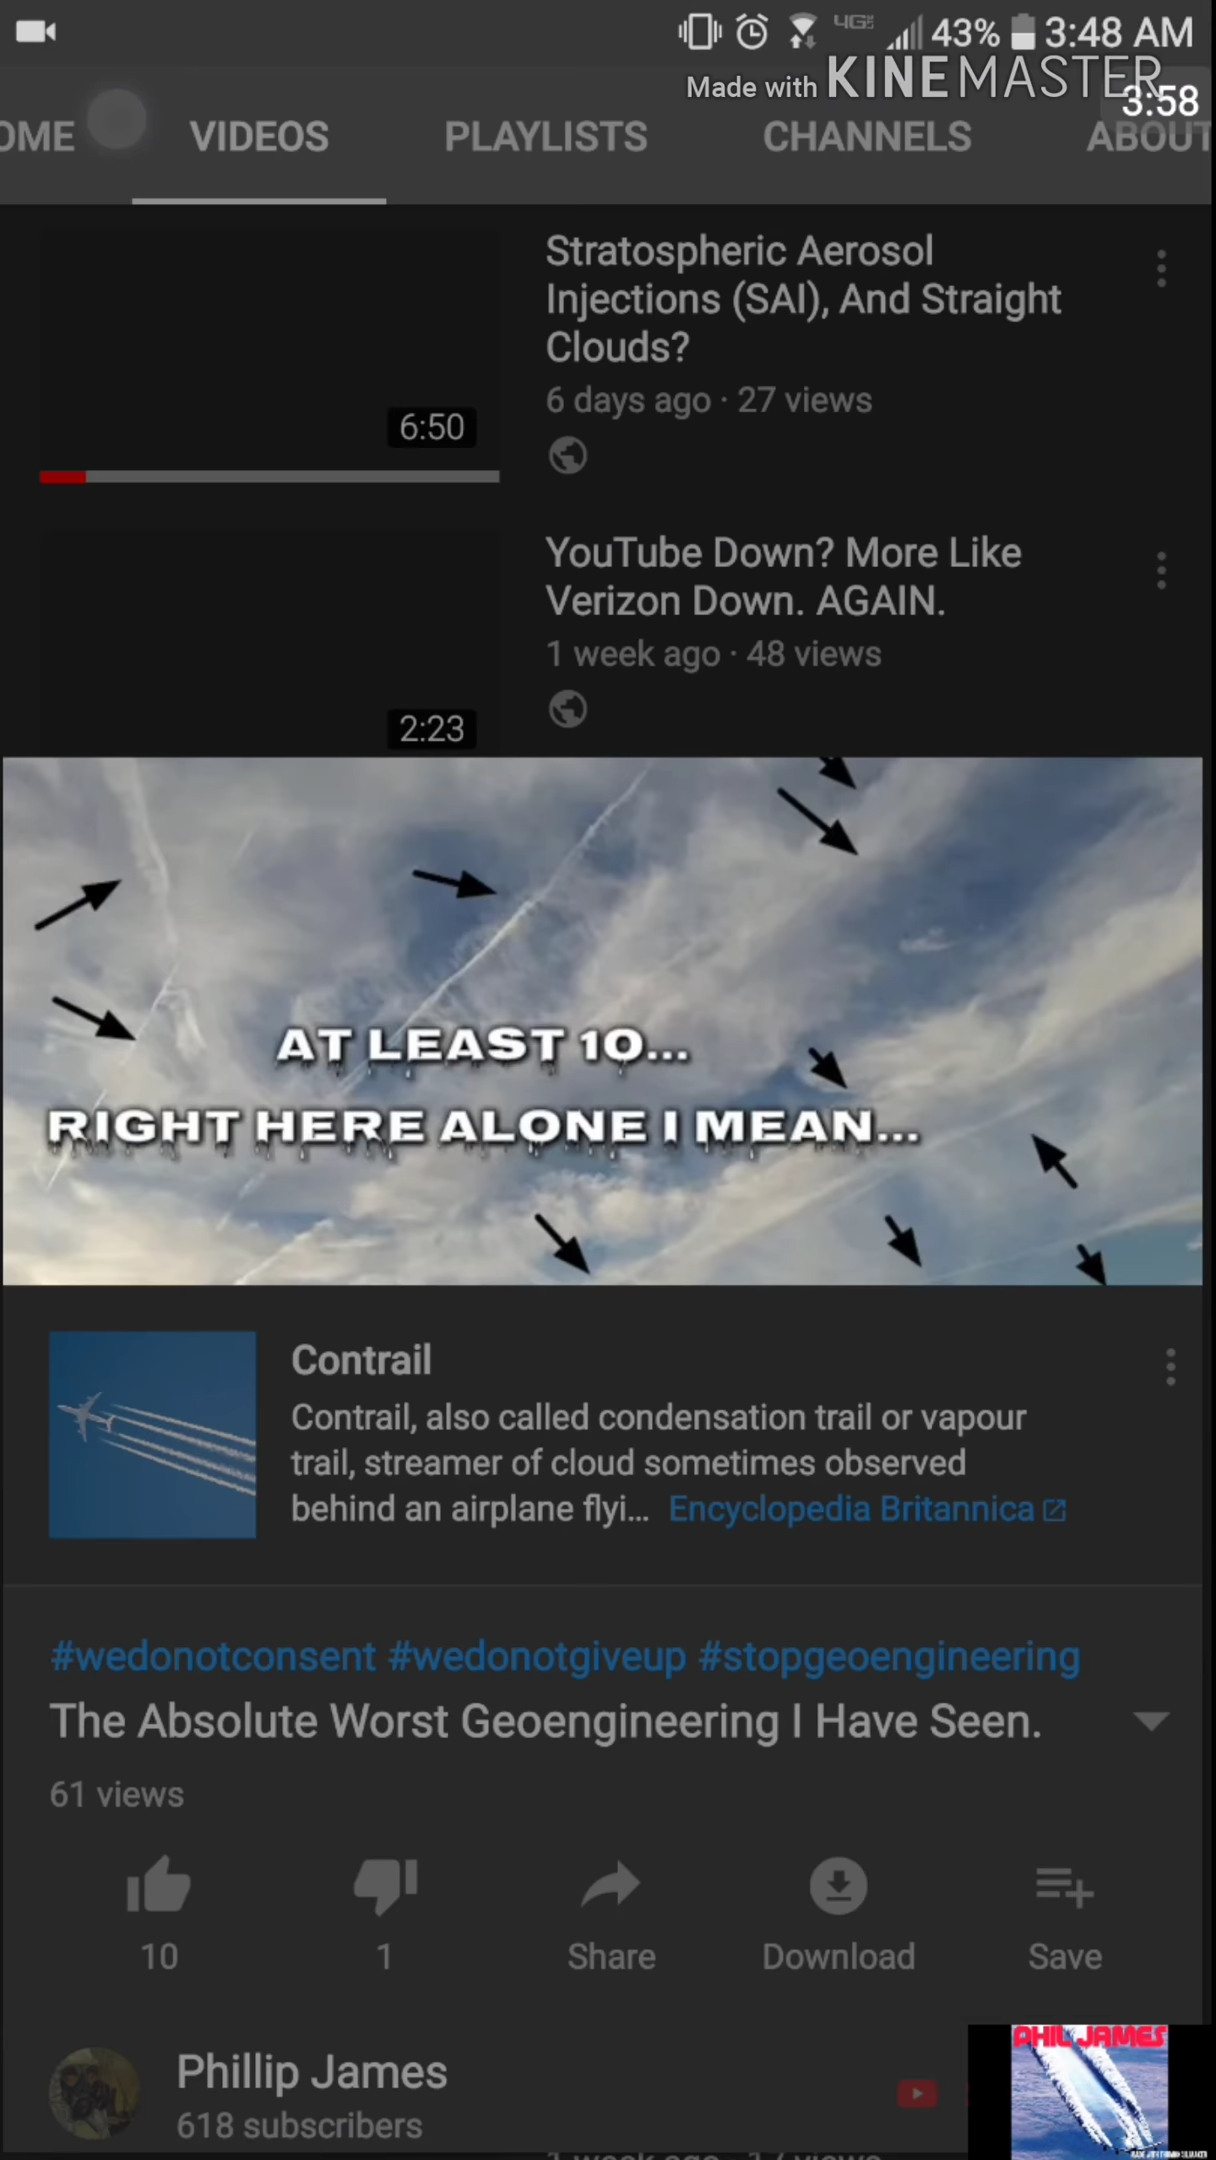 43% 3:48 AM
Made with KINEMASTER
3:58
OME VIDEOS PLAYLISTS CHANNELS ABOUT
Stratospheric Aerosol
Injections (SAI), And Straight
Clouds?
6 days ago · 27 views
6:50
YouTube Down? More Like
Verizon Down. AGAIN.
1 week ago · 48 views
2:23
AT LEAST 10...
RIGHT HERE ALONE I MEAN...
Contrail
Contrail, also called condensation trail or vapour
trail, streamer of cloud sometimes observed
behind an airplane flyi... Encyclopedia Britannica
#wedonotconsent #wedonotgiveup #stopgeoengineering
The Absolute Worst Geoengineering I Have Seen.
61 views
10 1 Share Download Save
Phillip James
618 subscribers
PHIL JAMES